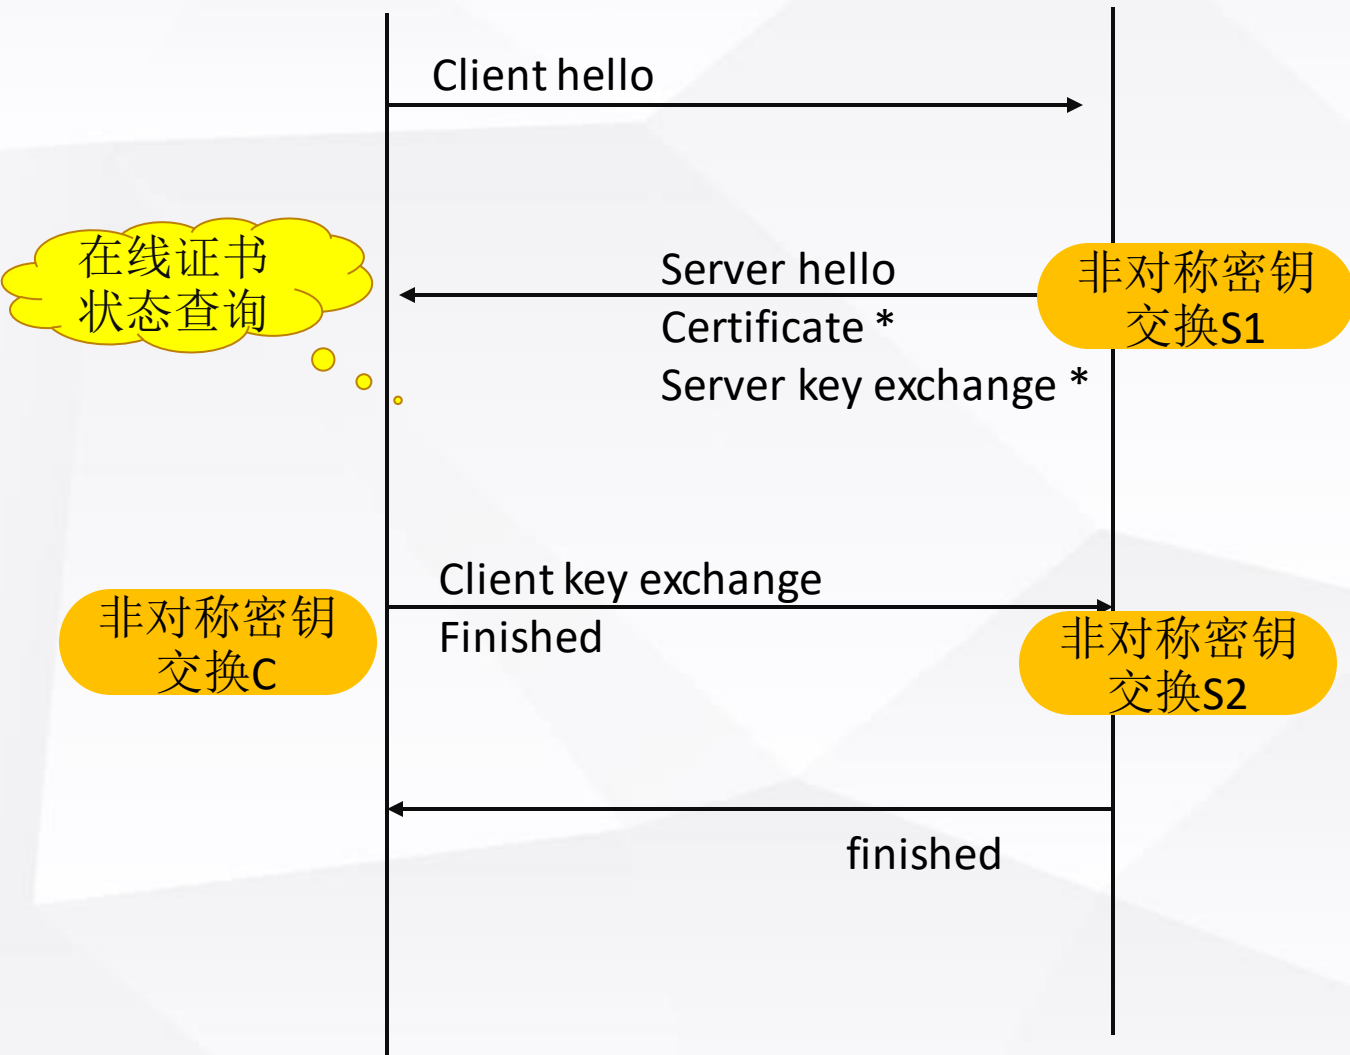 Client hello
在线证书
状态查询
Server hello
Certificate *
Server key exchange *
非对称密钥
交换S1
Client key exchange
Finished
非对称密钥
交换C
非对称密钥
交换S2
finished